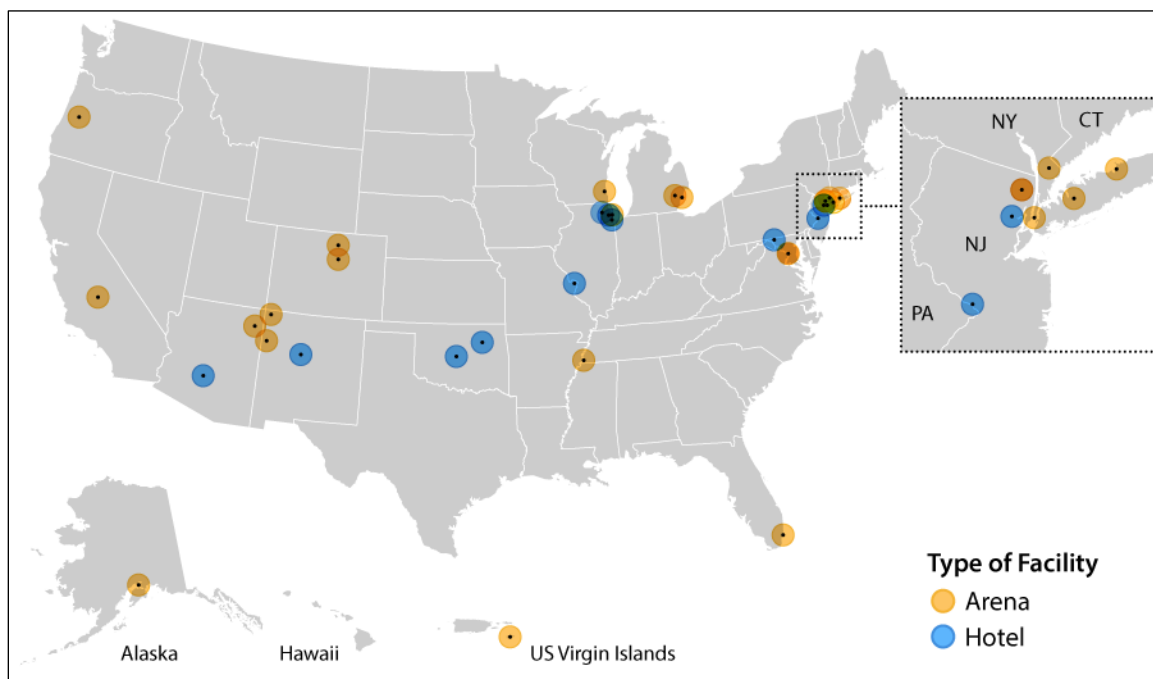 NY
CT
NJ
PA
Type of Facility
Arena
Hotel
Alaska
Hawaii
US Virgin Islands